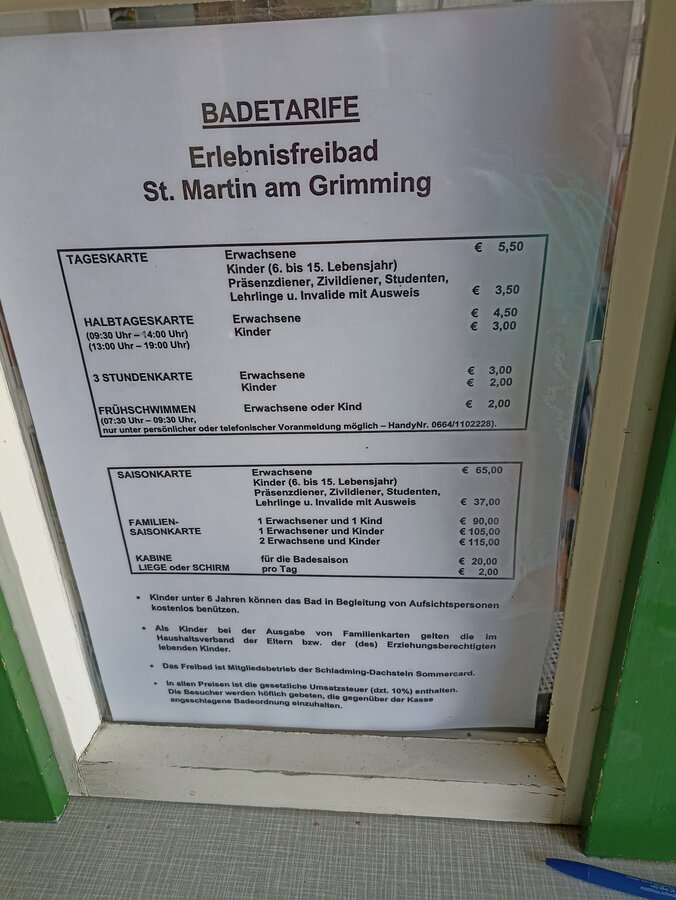 BADETARIFE
Erlebnisfreibad
St. Martin am Grimming
TAGESKARTE Erwachsene € 5,50
Kinder (6. bis 15. Lebensjahr)
Präsenzdiener, Zivildiener, Studenten,
Lehrlinge u. Invalide mit Ausweis € 3,50
HALBTAGESKARTE Erwachsene € 4,50
(09:30 Uhr – 14:00 Uhr) Kinder € 3,00
(13:00 Uhr – 19:00 Uhr)
3 STUNDENKARTE Erwachsene € 3,00
Kinder € 2,00
FRÜHSCHWIMMEN Erwachsene oder Kind € 2,00
(07:30 Uhr – 09:30 Uhr,
nur unter persönlicher oder telefonischer Voranmeldung möglich – HandyNr. 0664/1102228).
SAISONKARTE Erwachsene € 65,00
Kinder (6. bis 15. Lebensjahr)
Präsenzdiener, Zivildiener, Studenten,
Lehrlinge u. Invalide mit Ausweis € 37,00
FAMILIEN- 1 Erwachsener und 1 Kind € 90,00
SAISONKARTE 1 Erwachsener und Kinder € 105,00
2 Erwachsene und Kinder € 115,00
KABINE für die Badesaison € 20,00
LIEGE oder SCHIRM pro Tag € 2,00
• Kinder unter 6 Jahren können das Bad in Begleitung von Aufsichtspersonen
kostenlos benützen.
• Als Kinder bei der Ausgabe von Familienkarten gelten die im
Haushaltsverband der Eltern bzw. der (des) Erziehungsberechtigten
lebenden Kinder.
• Das Freibad ist Mitgliedsbetrieb der Schladming-Dachstein Sommercard.
• In allen Preisen ist die gesetzliche Umsatzsteuer (dzt. 10%) enthalten.
Die Besucher werden höflich gebeten, die gegenüber der Kasse
angeschlagene Badeordnung einzuhalten.